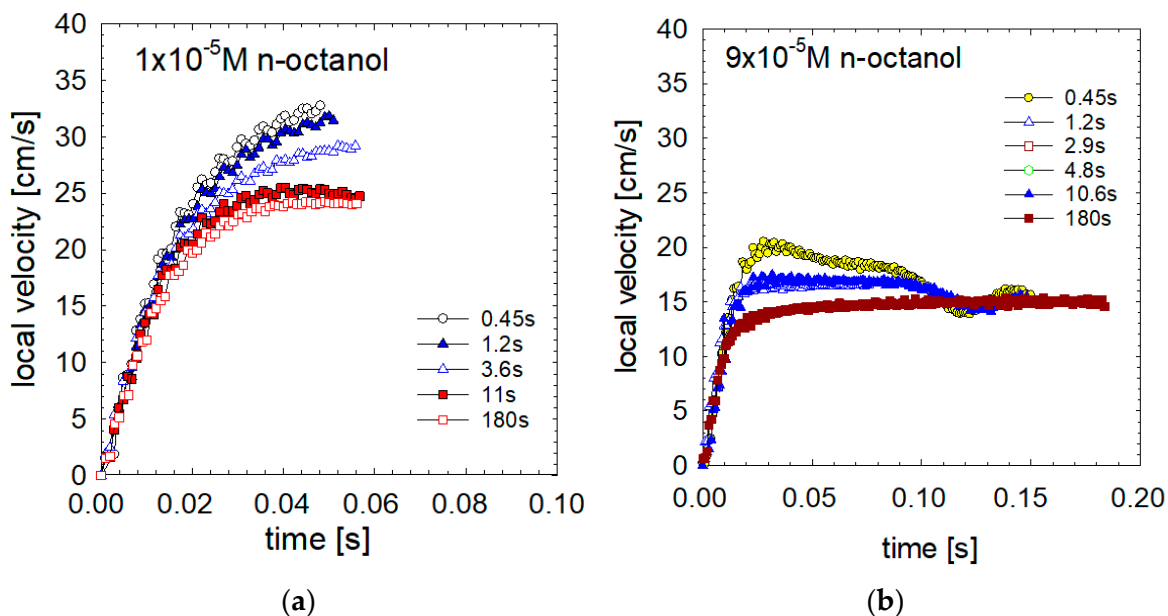 1x10⁻⁵M n-octanol
local velocity [cm/s]
40
35
30
25
20
15
10
5
0
0.45s
1.2s
3.6s
11s
180s
0.00 0.02 0.04 0.06 0.08 0.10
time [s]
(a)
9x10⁻⁵M n-octanol
local velocity [cm/s]
40
35
30
25
20
15
10
5
0
0.45s
1.2s
2.9s
4.8s
10.6s
180s
0.00 0.05 0.10 0.15 0.20
time [s]
(b)